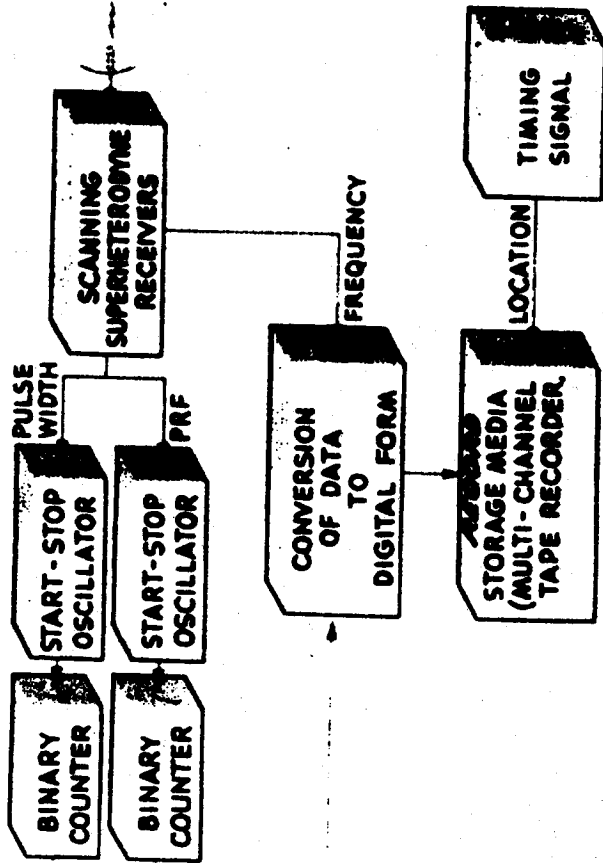 SCANNING
SUPERHETERODYNE
RECEIVERS
PULSE
WIDTH
PRF
START-STOP
OSCILLATOR
START-STOP
OSCILLATOR
BINARY
COUNTER
BINARY
COUNTER
FREQUENCY
CONVERSION
OF DATA
TO
DIGITAL FORM
STORAGE MEDIA
(MULTI-CHANNEL
TAPE RECORDER.
LOCATION
TIMING
SIGNAL